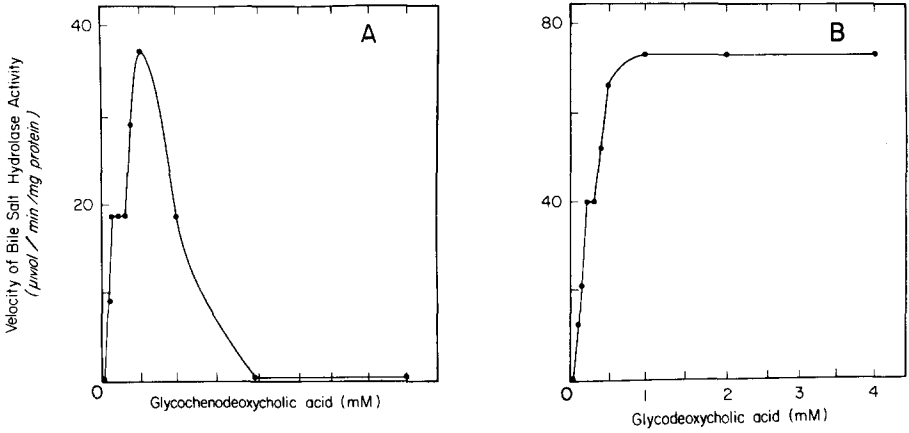 Velocity of Bile Salt Hydrolase Activity
(μMol / min /mg protein)
40
20
0
A
Glycochenodeoxycholic acid (mM)
80
40
0
B
0 1 2 3 4
Glycodeoxycholic acid (mM)